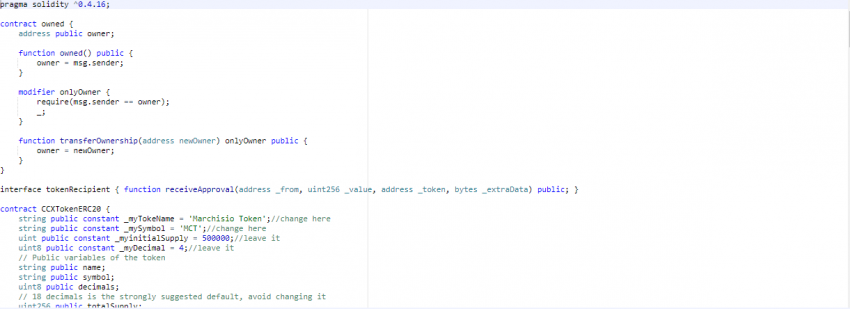 pragma solidity ^0.4.16;
contract owned {
address public owner;
function owned() public {
owner = msg.sender;
}
modifier onlyOwner {
require(msg.sender == owner);
_;
}
function transferOwnership(address newOwner) onlyOwner public {
owner = newOwner;
}
}
interface tokenRecipient { function receiveApproval(address _from, uint256 _value, address _token, bytes _extraData) public; }
contract CCXTokenERC20 {
string public constant _myTokeName = 'Marchisio Token';//change here
string public constant _mySymbol = 'MCT';//change here
uint public constant _myinitialSupply = 500000;//leave it
uint8 public constant _myDecimal = 4;//leave it
// Public variables of the token
string public name;
string public symbol;
uint8 public decimals;
// 18 decimals is the strongly suggested default, avoid changing it
uint256 public totalSupply;